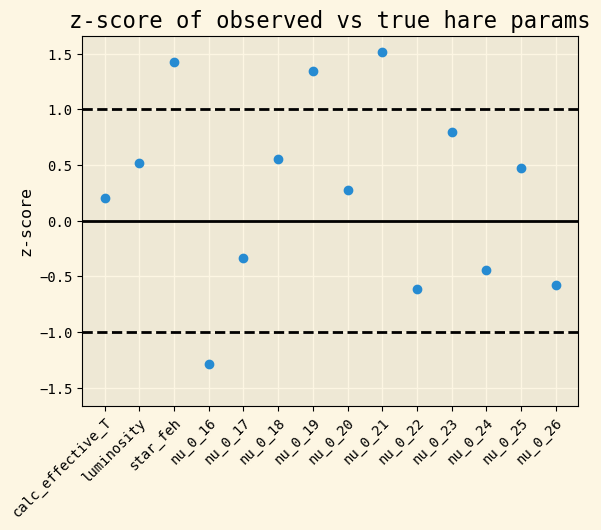 z-score of observed vs true hare params
z-score
1.5
1.0
0.5
0.0
−0.5
−1.0
−1.5
calc_effective_T
luminosity
star_feh
nu_0_16
nu_0_17
nu_0_18
nu_0_19
nu_0_20
nu_0_21
nu_0_22
nu_0_23
nu_0_24
nu_0_25
nu_0_26